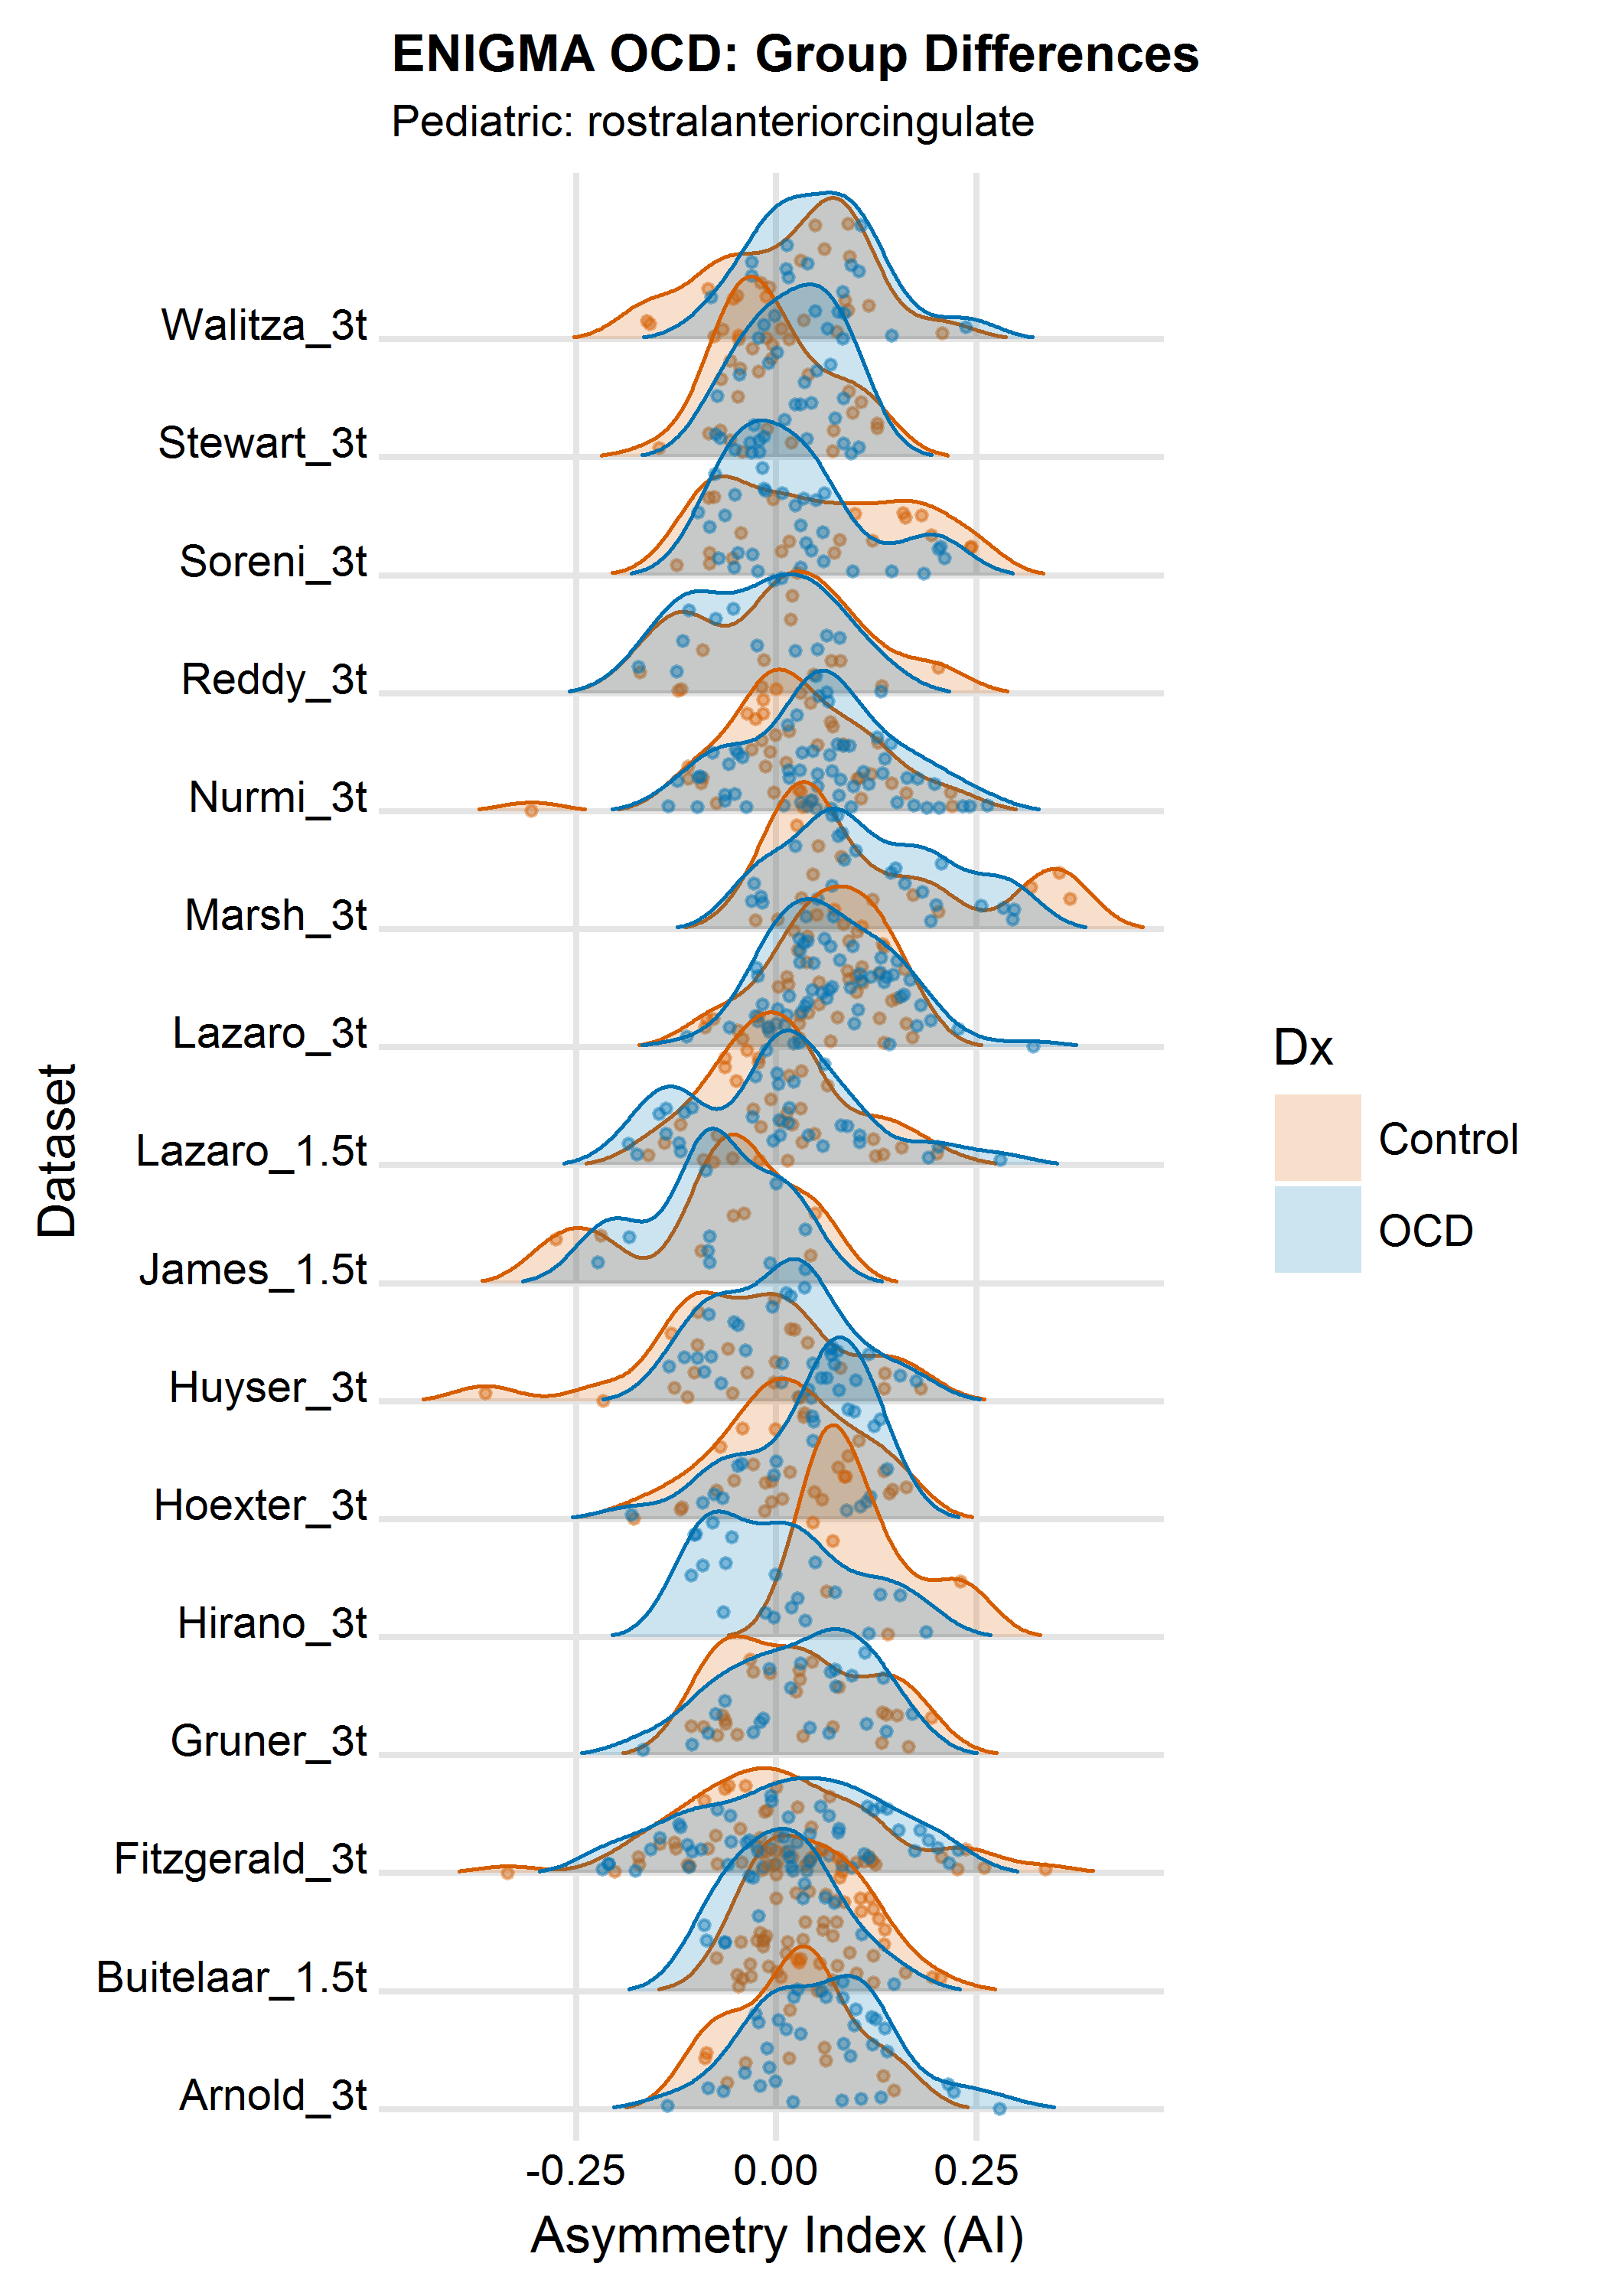 ENIGMA OCD: Group Differences
Pediatric: rostralanteriorcingulate
Walitza_3t
Stewart_3t
Soreni_3t
Reddy_3t
Nurmi_3t
Marsh_3t
Lazaro_3t
Lazaro_1.5t
James_1.5t
Huyser_3t
Hoexter_3t
Hirano_3t
Gruner_3t
Fitzgerald_3t
Buitelaar_1.5t
Arnold_3t
Dataset
-0.25 0.00 0.25
Asymmetry Index (AI)
Dx
Control
OCD